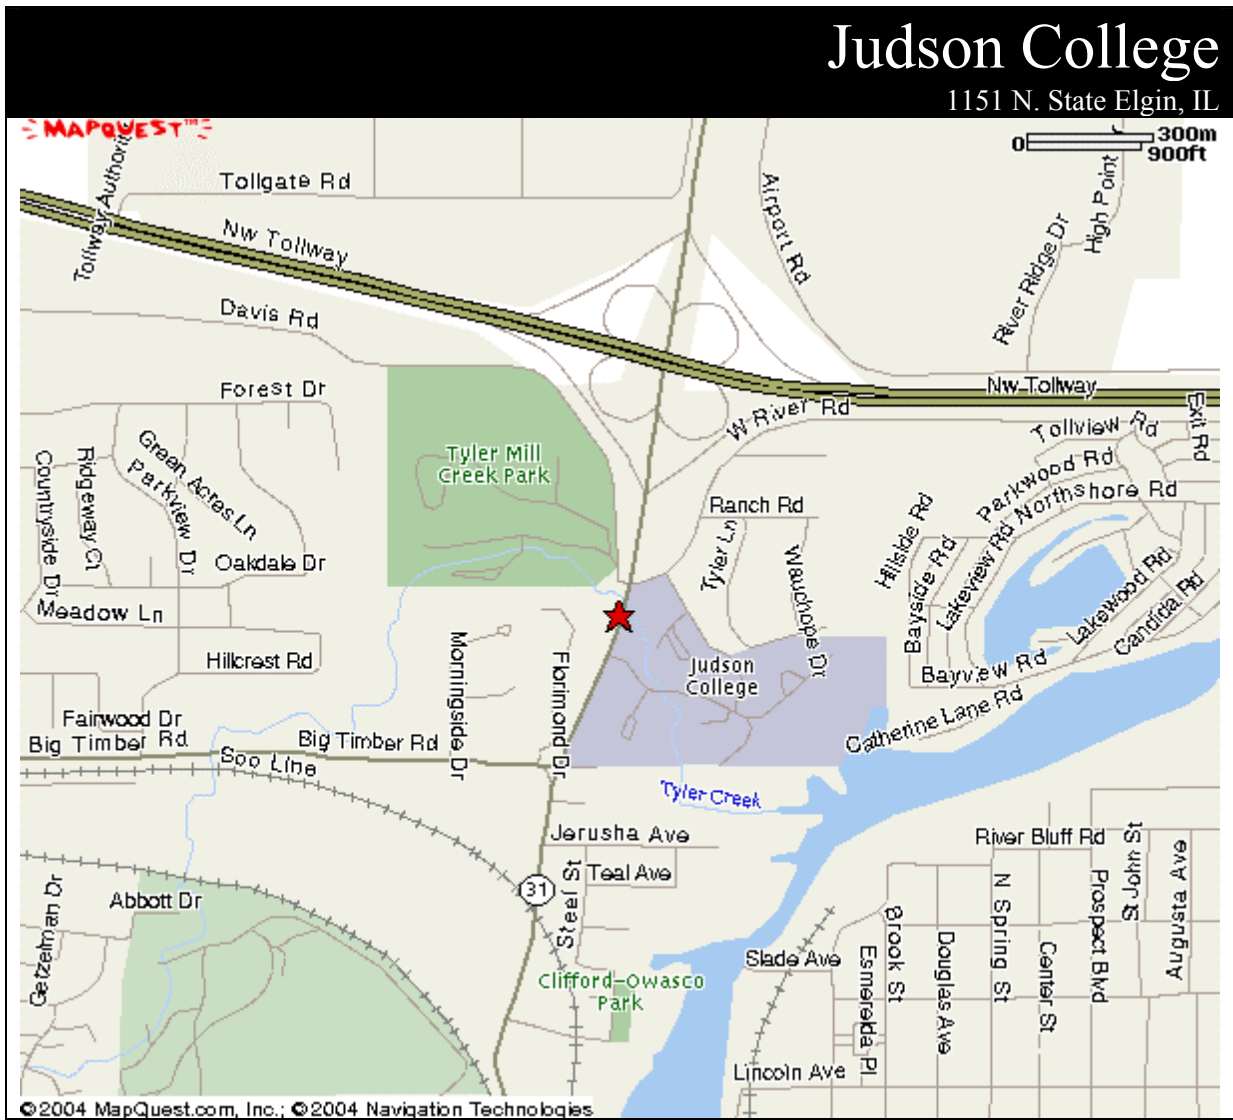 Judson College
1151 N. State Elgin, IL
MAPQUEST™
0 300m
900ft
Tollway Authority
Tollgate Rd
Nw Tollway
Airport Rd
High Point
River Ridge Dr
Davis Rd
Forest Dr
Nw Tollway
W River Rd
Exit Rd
Tollview Rd
Tyler Mill
Creek Park
Countryside Dr
Ridgeway Ct
Green Acres Ln
Parkview Dr
Parkwood Rd
Northshore Rd
Ranch Rd
Hillside Rd
Tyler Ln
Wauchope Dr
Bayside Rd
Lakeview Rd
Oakdale Dr
Lakewood Rd
Candida Rd
Meadow Ln
Hillcrest Rd
Morningside Dr
Florimond Dr
Judson
College
Bayview Rd
Catherine Lane Rd
Fairwood Dr
Big Timber Rd
Big Timber Rd
Soo Line
Tyler Creek
Jerusha Ave
River Bluff Rd
St John St
Teal Ave
Steel St
31
Abbott Dr
Getzelman Dr
N Spring St
Prospect Blvd
Augusta Ave
Brook St
Slade Ave
Esmerelda Pl
Douglas Ave
Center St
Clifford-Owasco
Park
Lincoln Ave
©2004 MapQuest.com, Inc.; ©2004 Navigation Technologies